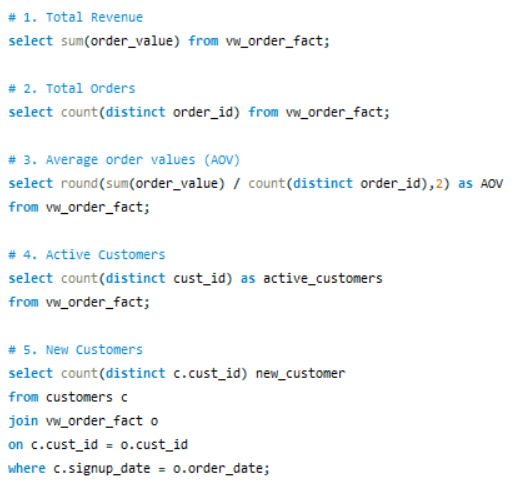 # 1. Total Revenue
select sum(order_value) from vw_order_fact;
# 2. Total Orders
select count(distinct order_id) from vw_order_fact;
# 3. Average order values (AOV)
select round(sum(order_value) / count(distinct order_id),2) as AOV
from vw_order_fact;
# 4. Active Customers
select count(distinct cust_id) as active_customers
from vw_order_fact;
# 5. New Customers
select count(distinct c.cust_id) new_customer
from customers c
join vw_order_fact o
on c.cust_id = o.cust_id
where c.signup_date = o.order_date;